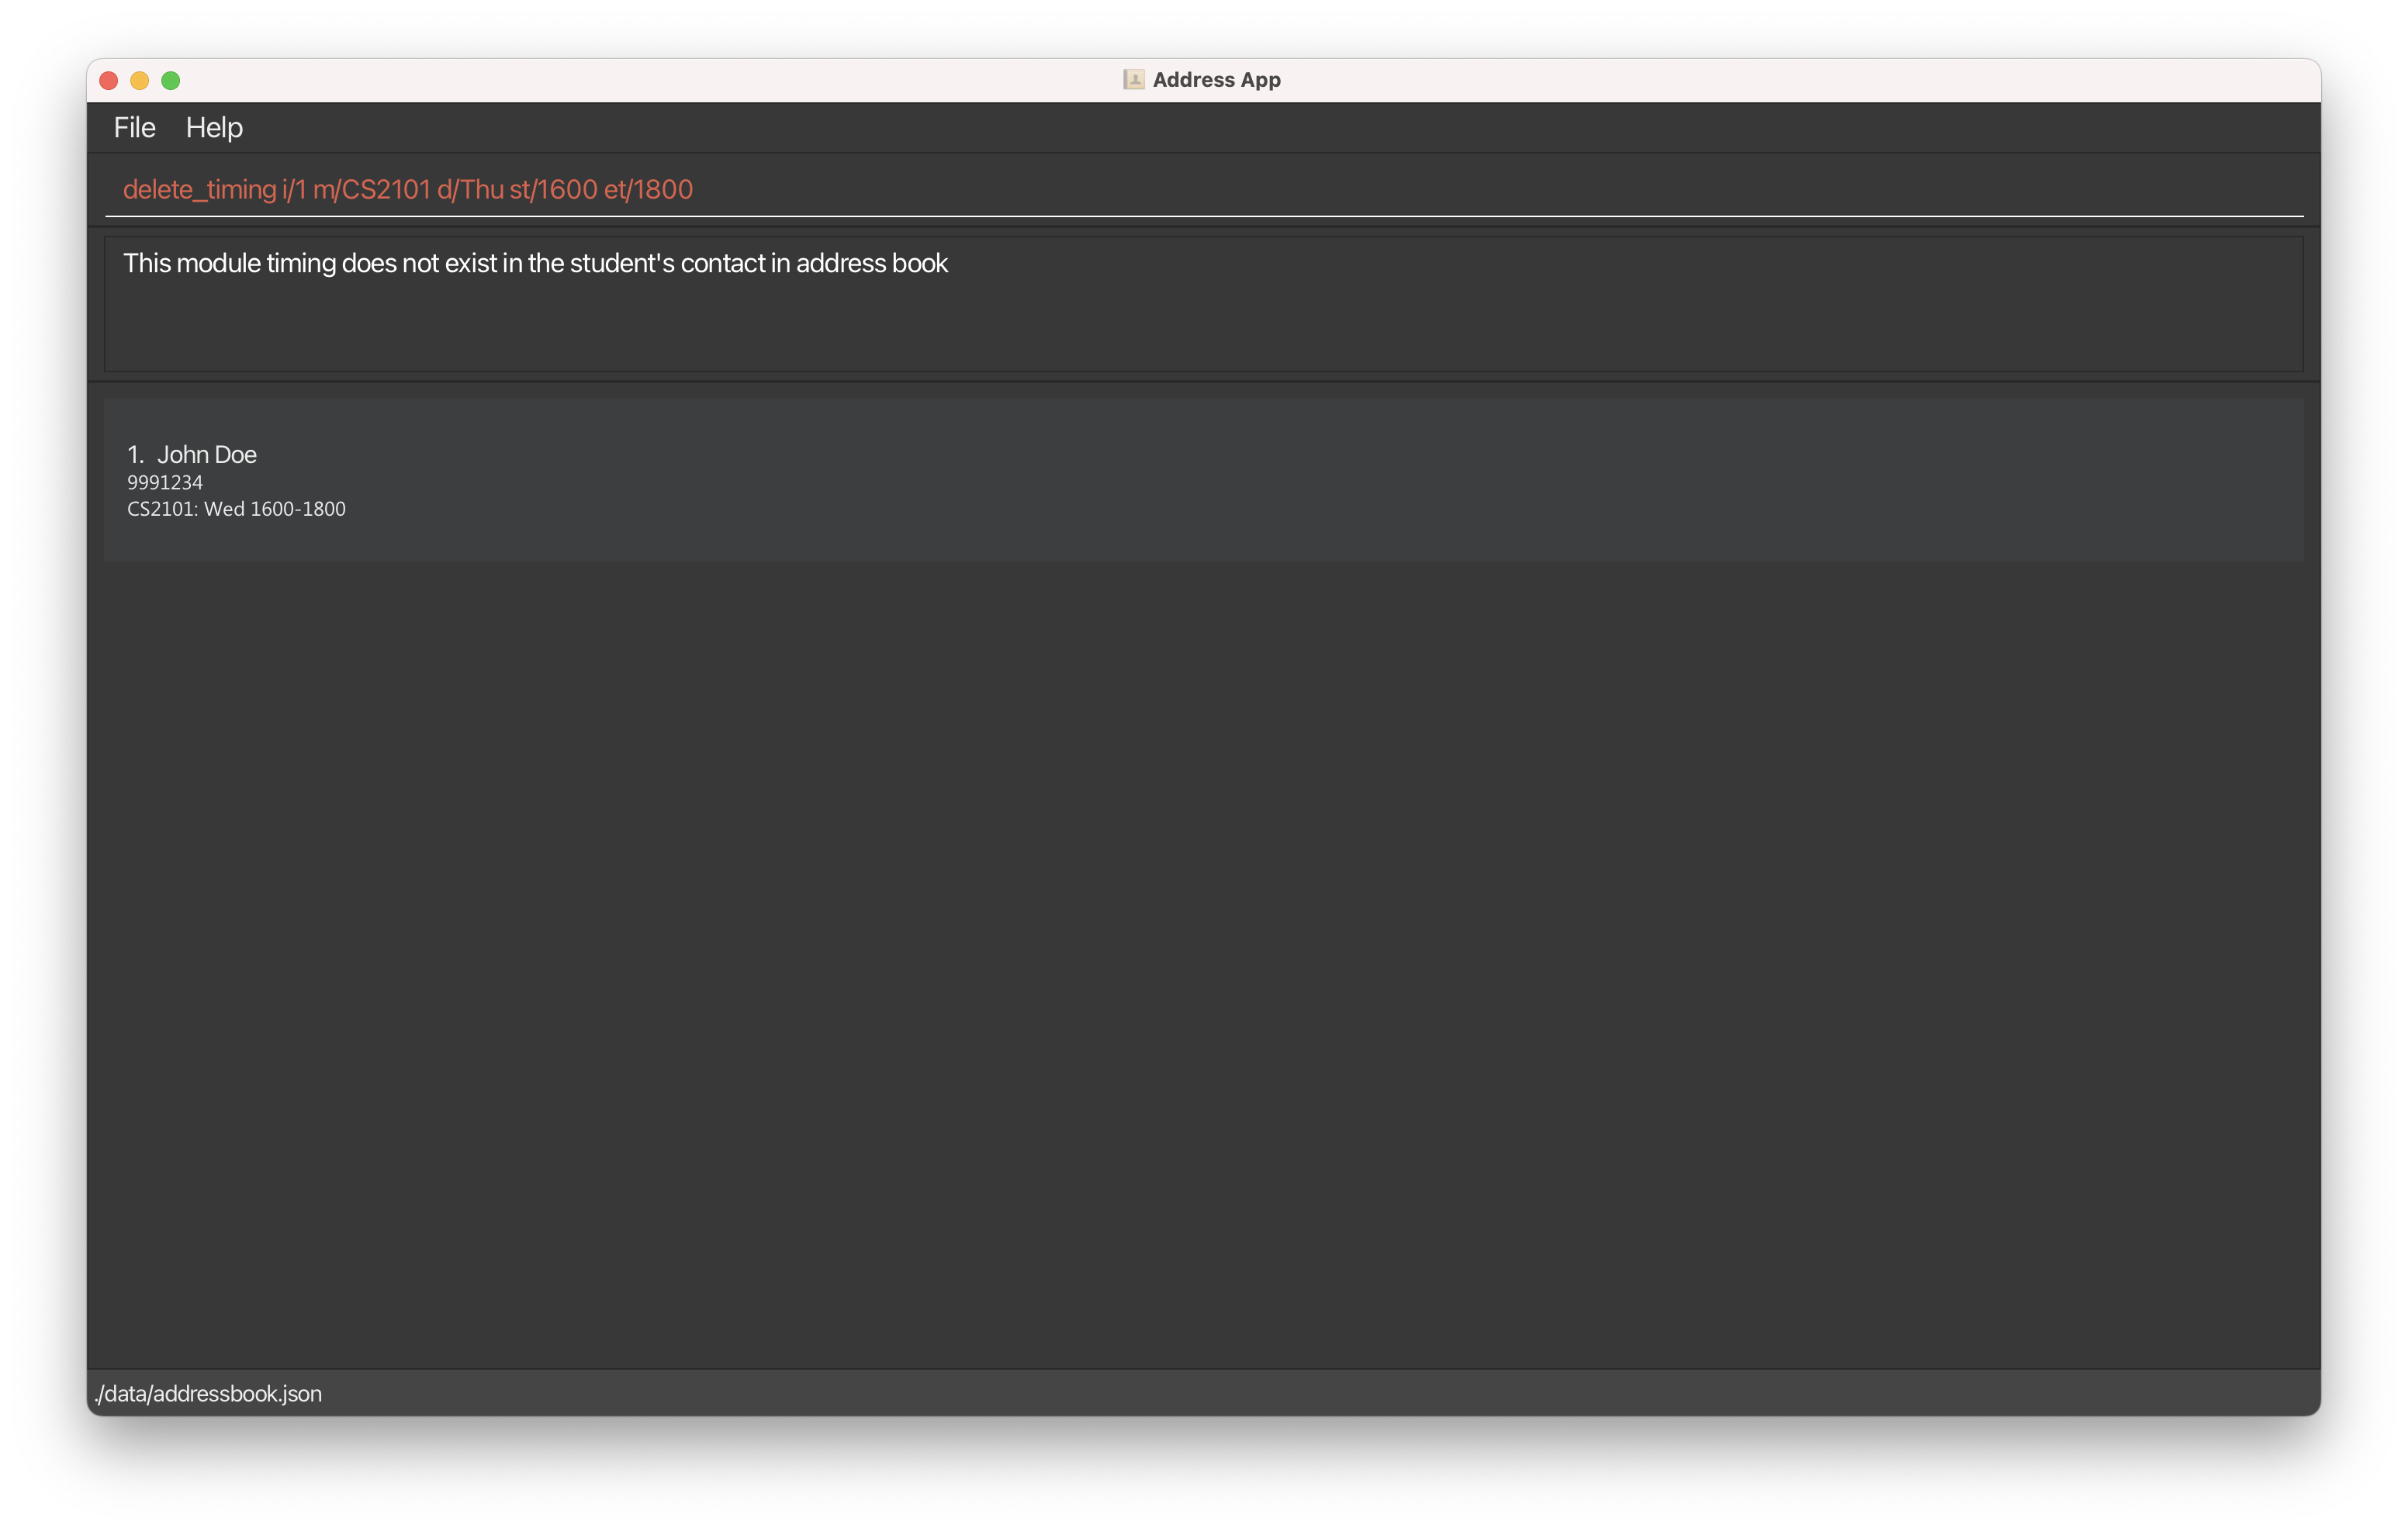 Address App
File Help
delete_timing i/1 m/CS2101 d/Thu st/1600 et/1800
This module timing does not exist in the student's contact in address book
1. John Doe
9991234
CS2101: Wed 1600-1800
./data/addressbook.json